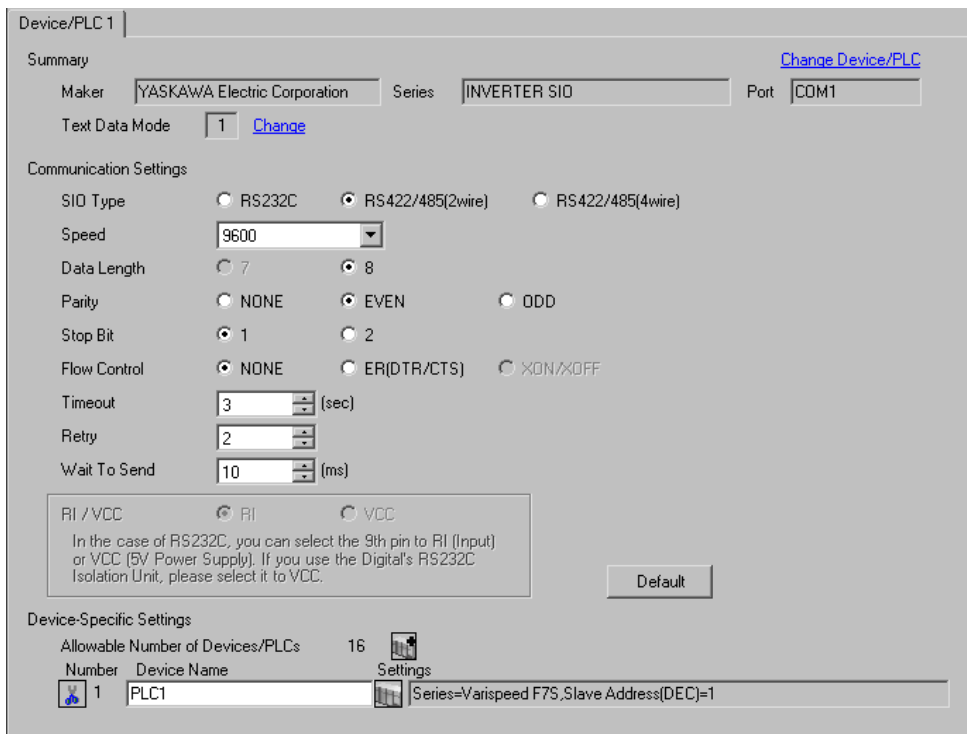 Device/PLC 1
Summary
Change Device/PLC
Maker YASKAWA Electric Corporation Series INVERTER SIO Port COM1
Text Data Mode 1 Change
Communication Settings
SIO Type RS232C RS422/485(2wire) RS422/485(4wire)
Speed 9600
Data Length 7 8
Parity NONE EVEN ODD
Stop Bit 1 2
Flow Control NONE ER(DTR/CTS) XON/XOFF
Timeout 3 (sec)
Retry 2
Wait To Send 10 (ms)
RI / VCC RI VCC
In the case of RS232C, you can select the 9th pin to RI (Input)
or VCC (5V Power Supply). If you use the Digital's RS232C
Isolation Unit, please select it to VCC.
Default
Device-Specific Settings
Allowable Number of Devices/PLCs 16
Number Device Name Settings
1 PLC1 Series=Varispeed F7S,Slave Address(DEC)=1